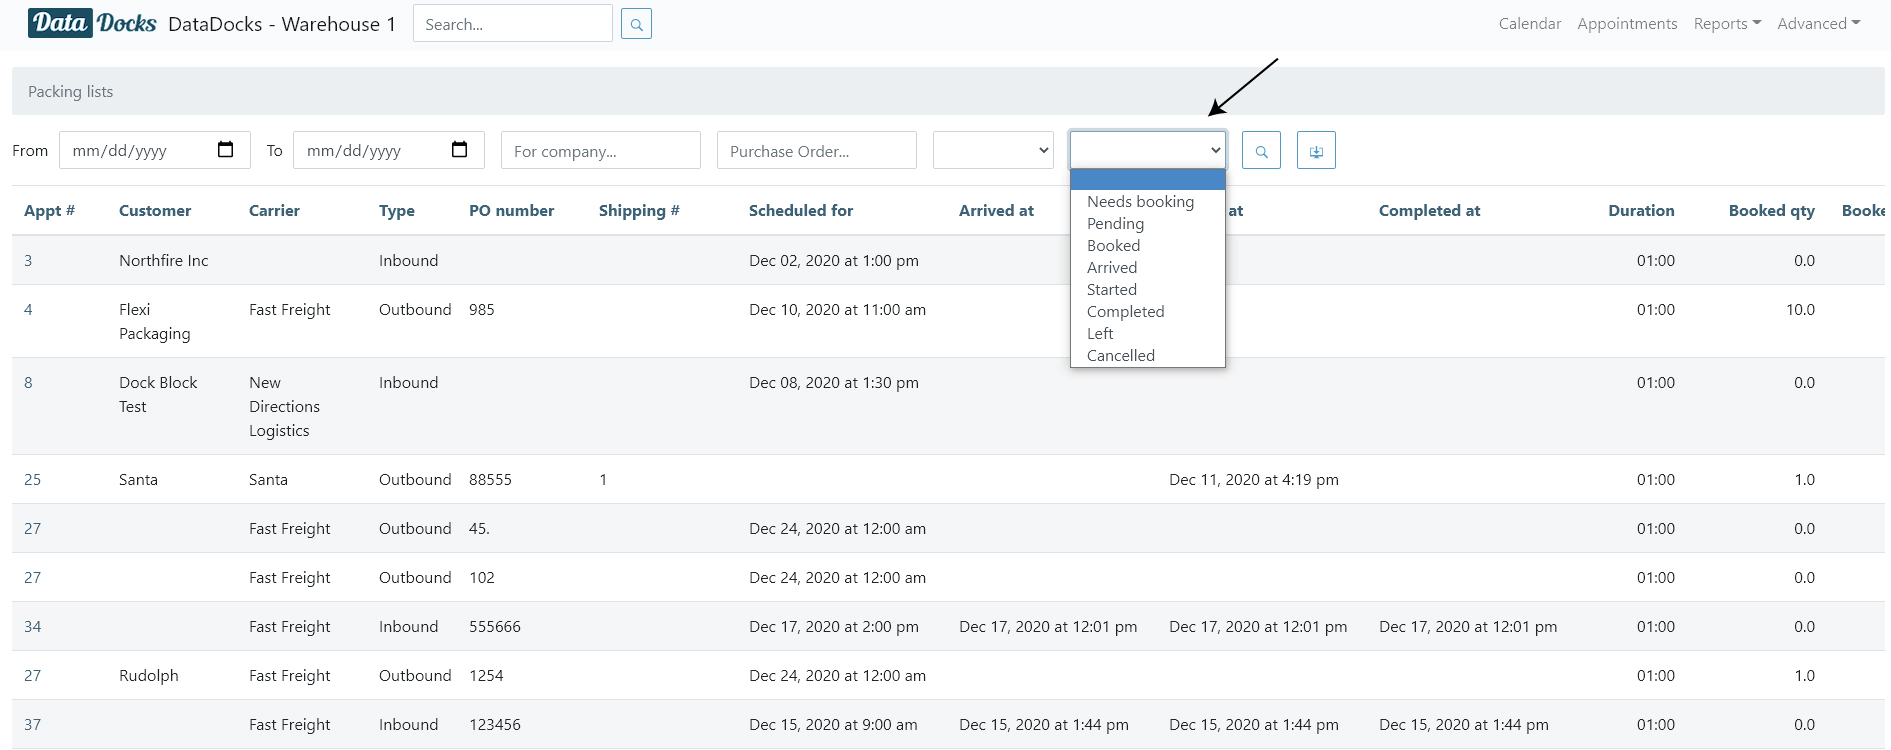 Data Docks DataDocks - Warehouse 1 Search... Calendar Appointments Reports Advanced
Packing lists
From mm/dd/yyyy To mm/dd/yyyy For company... Purchase Order...
Needs booking
Pending
Booked
Arrived
Started
Completed
Left
Cancelled
Appt # Customer Carrier Type PO number Shipping # Scheduled for Arrived at at Completed at Duration Booked qty Booke
3 Northfire Inc Inbound Dec 02, 2020 at 1:00 pm 01:00 0.0
4 Flexi Fast Freight Outbound 985 Dec 10, 2020 at 11:00 am 01:00 10.0
Packaging
8 Dock Block New Inbound Dec 08, 2020 at 1:30 pm 01:00 0.0
Test Directions
Logistics
25 Santa Santa Outbound 88555 1 Dec 11, 2020 at 4:19 pm 01:00 1.0
27 Fast Freight Outbound 45. Dec 24, 2020 at 12:00 am 01:00 0.0
27 Fast Freight Outbound 102 Dec 24, 2020 at 12:00 am 01:00 0.0
34 Fast Freight Inbound 555666 Dec 17, 2020 at 2:00 pm Dec 17, 2020 at 12:01 pm Dec 17, 2020 at 12:01 pm Dec 17, 2020 at 12:01 pm 01:00 0.0
27 Rudolph Fast Freight Outbound 1254 Dec 24, 2020 at 12:00 am 01:00 1.0
37 Fast Freight Inbound 123456 Dec 15, 2020 at 9:00 am Dec 15, 2020 at 1:44 pm Dec 15, 2020 at 1:44 pm Dec 15, 2020 at 1:44 pm 01:00 0.0